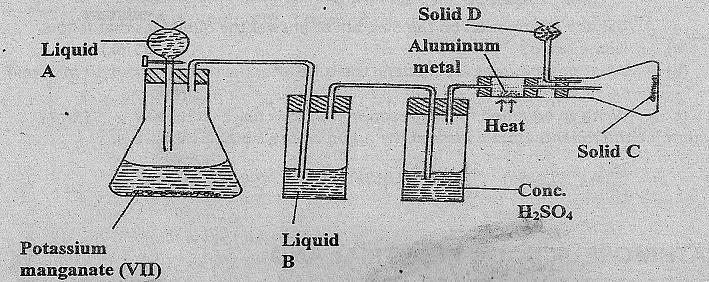 Solid D
Liquid
A
Aluminum
metal
Heat
Solid C
Conc.
H₂SO₄
Liquid
B
Potassium
manganate (VII)